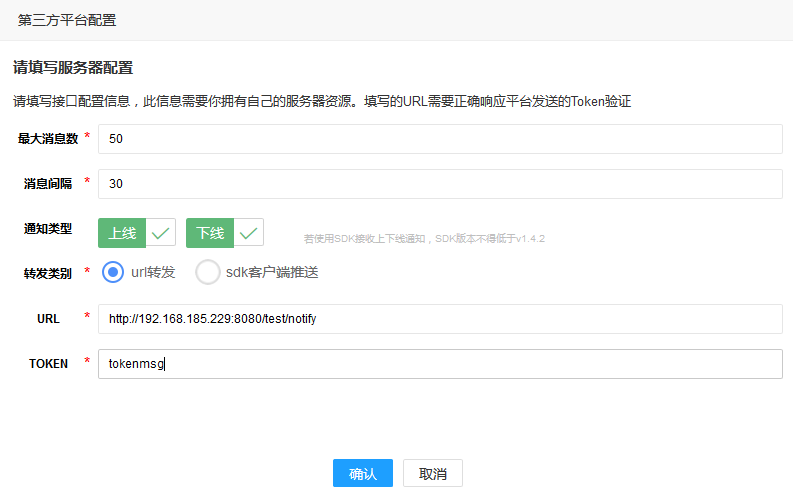 第三方平台配置
请填写服务器配置
请填写接口配置信息，此信息需要你拥有自己的服务器资源。填写的URL需要正确响应平台发送的Token验证
最大消息数 * 50
消息间隔 * 30
通知类型 上线 下线 若使用SDK接收上下线通知，SDK版本不得低于v1.4.2
转发类别 * url转发 sdk客户端推送
URL * http://192.168.185.229:8080/test/notify
TOKEN * tokenmsg
确认 取消